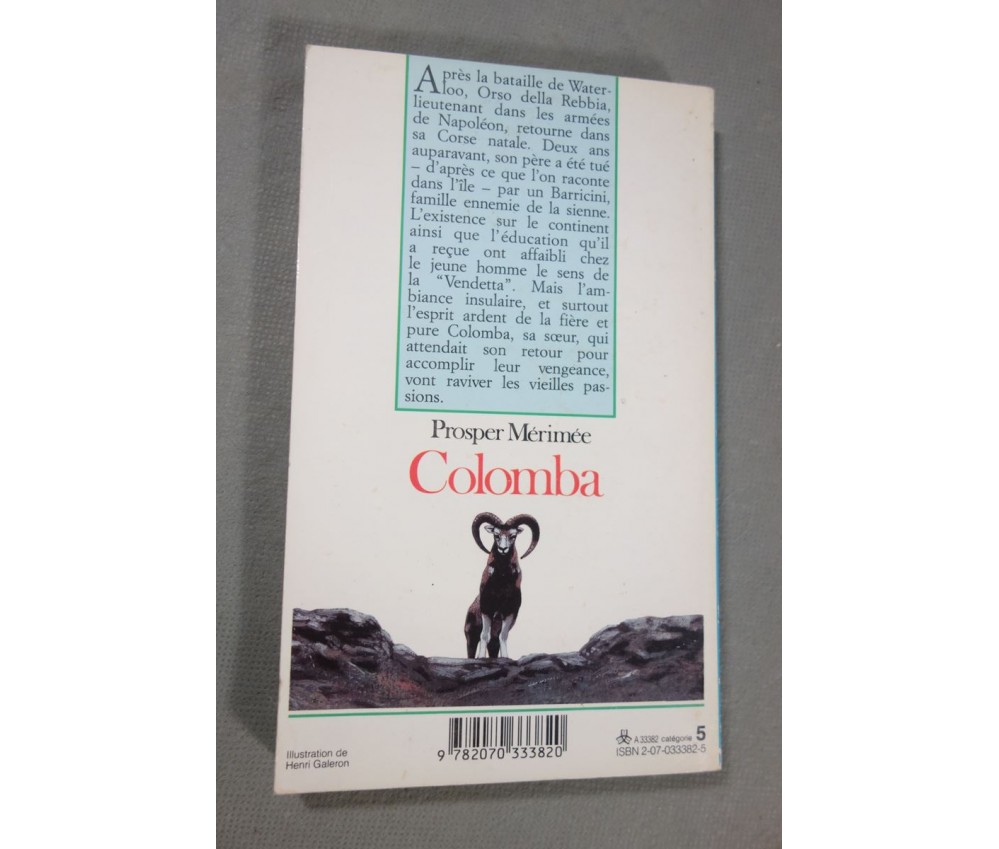 Après la bataille de Water-
loo, Orso della Rebbia,
lieutenant dans les armées
de Napoléon, retourne dans
sa Corse natale. Deux ans
auparavant, son père a été tué
– d'après ce que l'on raconte
dans l'île – par un Barricini,
famille ennemie de la sienne.
L'existence sur le continent
ainsi que l'éducation qu'il
a reçue ont affaibli chez
le jeune homme le sens de
la “Vendetta”. Mais l'am-
biance insulaire, et surtout
l'esprit ardent de la fière et
pure Colomba, sa sœur, qui
attendait son retour pour
accomplir leur vengeance,
vont raviver les vieilles pas-
sions.
Prosper Mérimée
Colomba
Illustration de
Henri Galeron
9 782070 333820
A 33382 catégorie 5
ISBN 2-07-033382-5